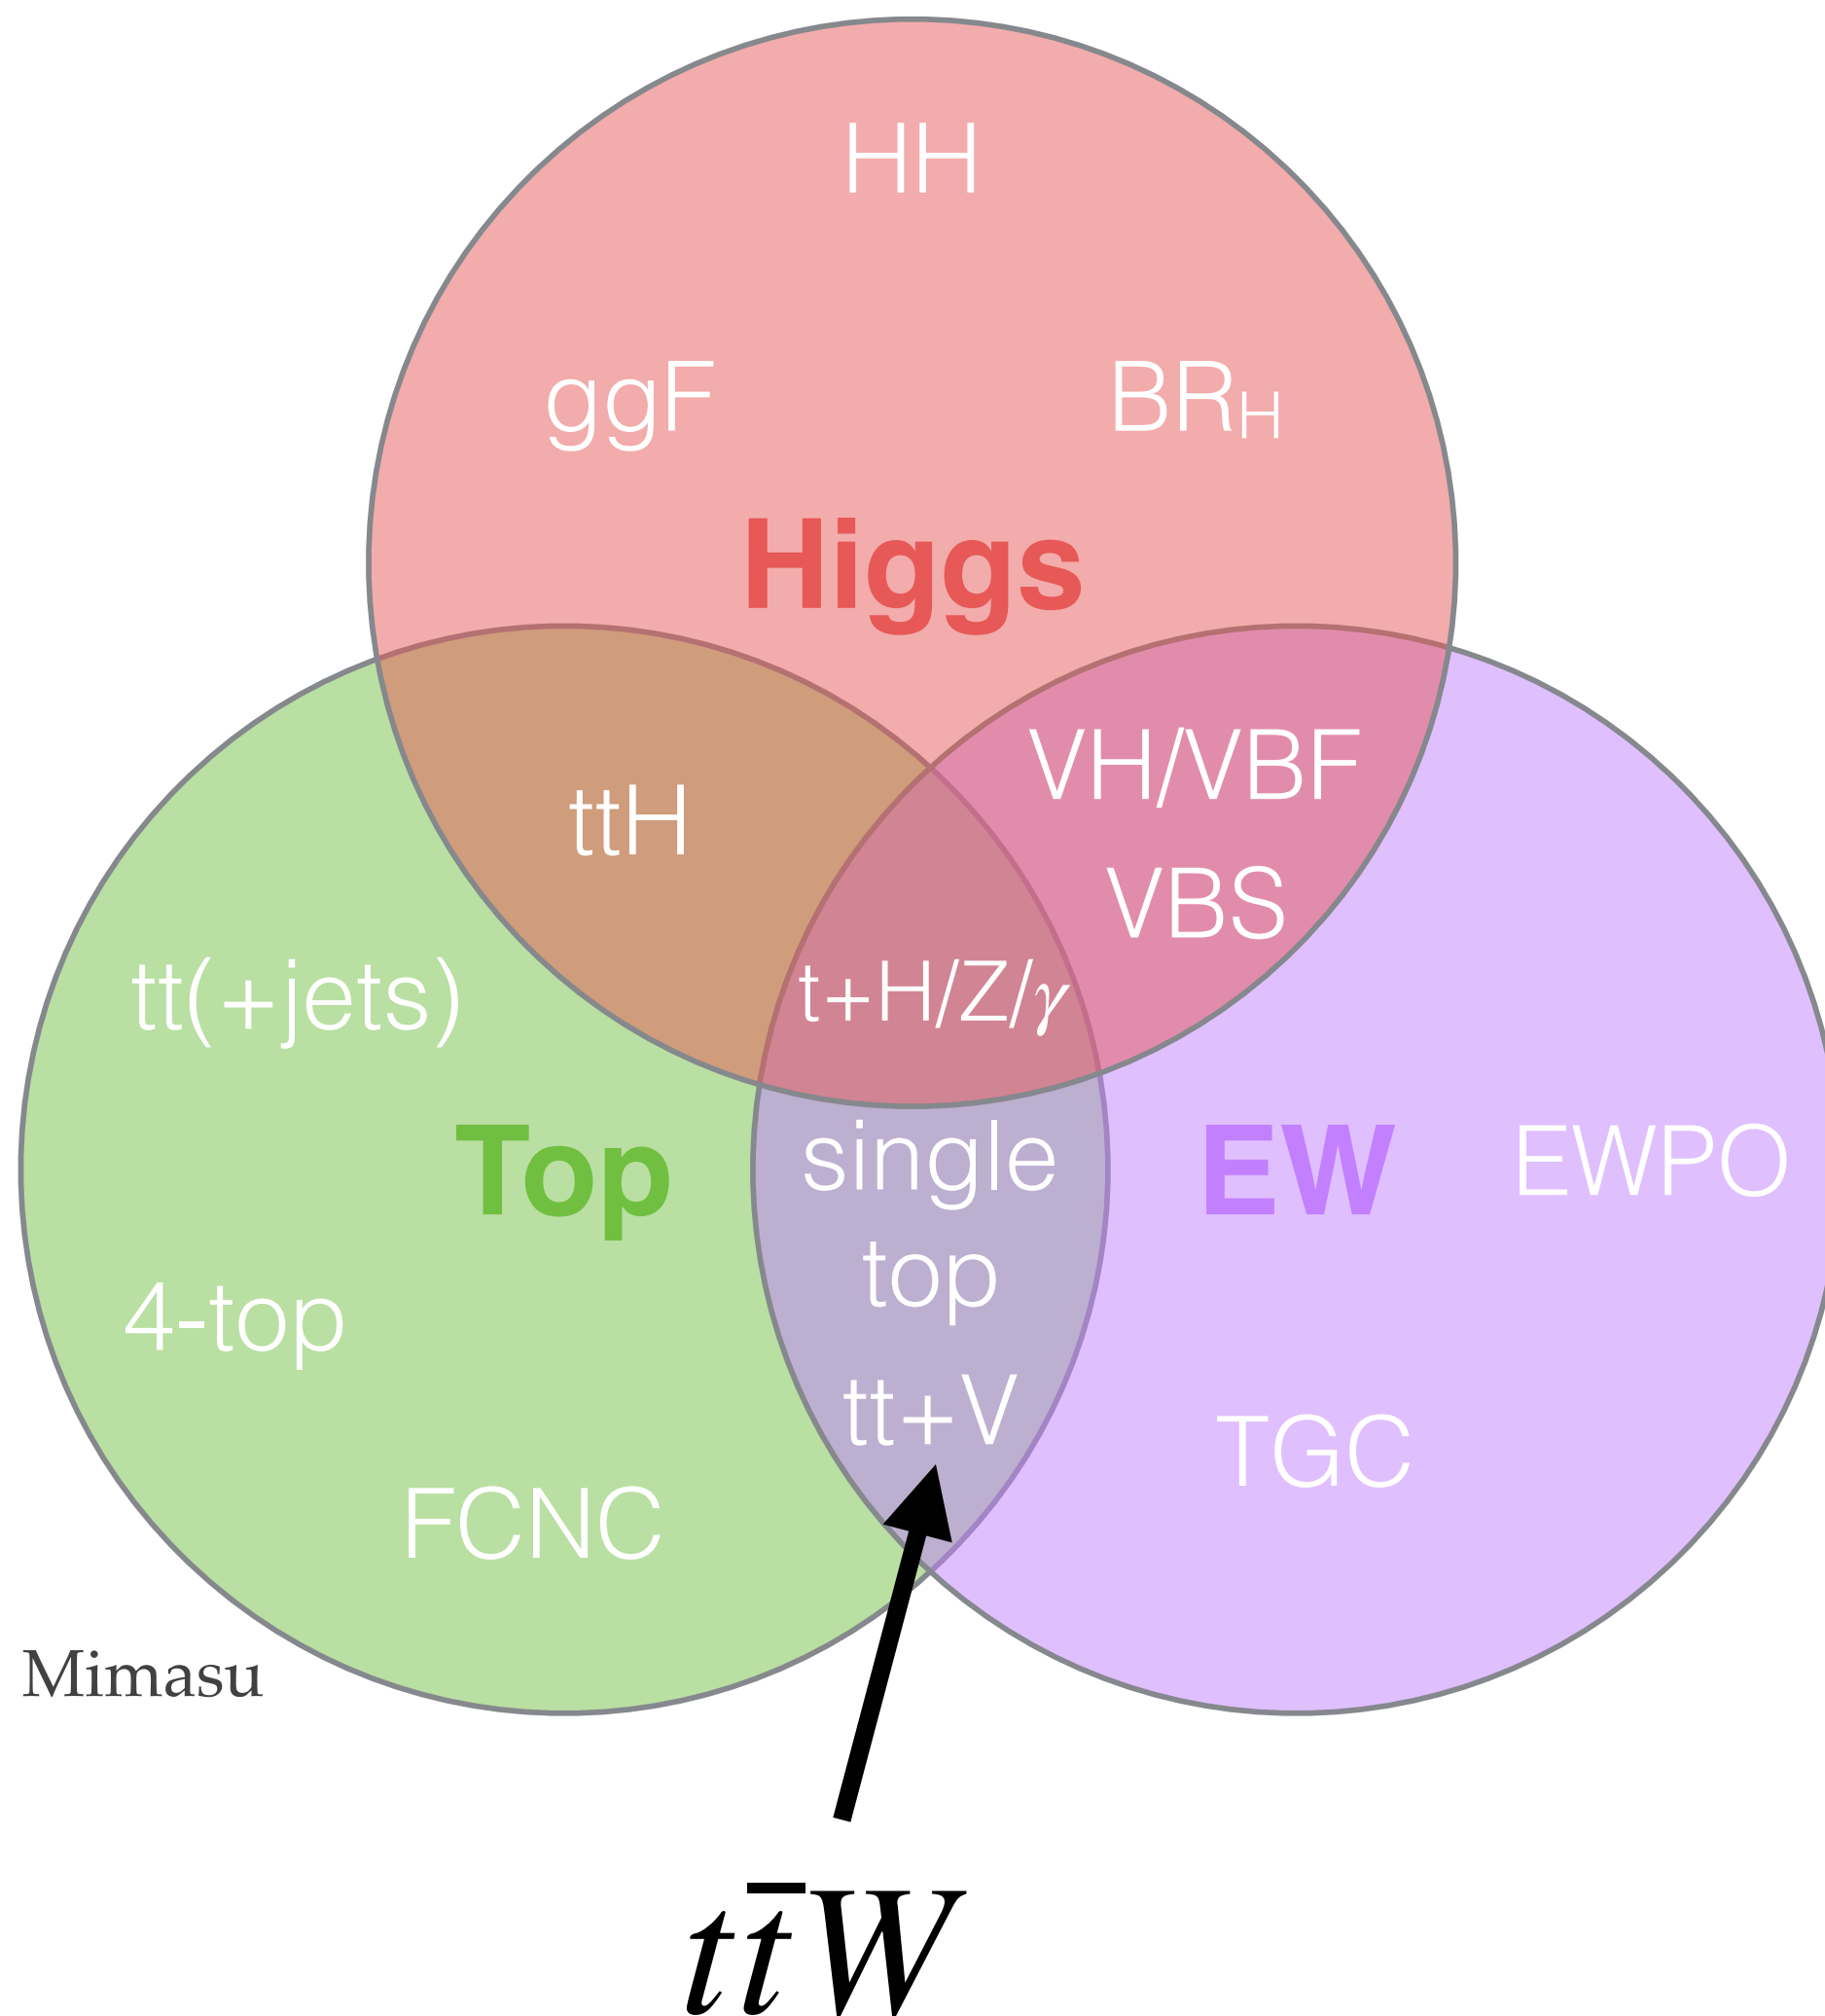 HH
ggF
BR_H
Higgs
VH/VBF
ttH
VBS
t+H/Z/γ
tt(+jets)
single
top
Top
EW
EWPO
4-top
tt+V
TGC
FCNC
Mimasu
tt̅W